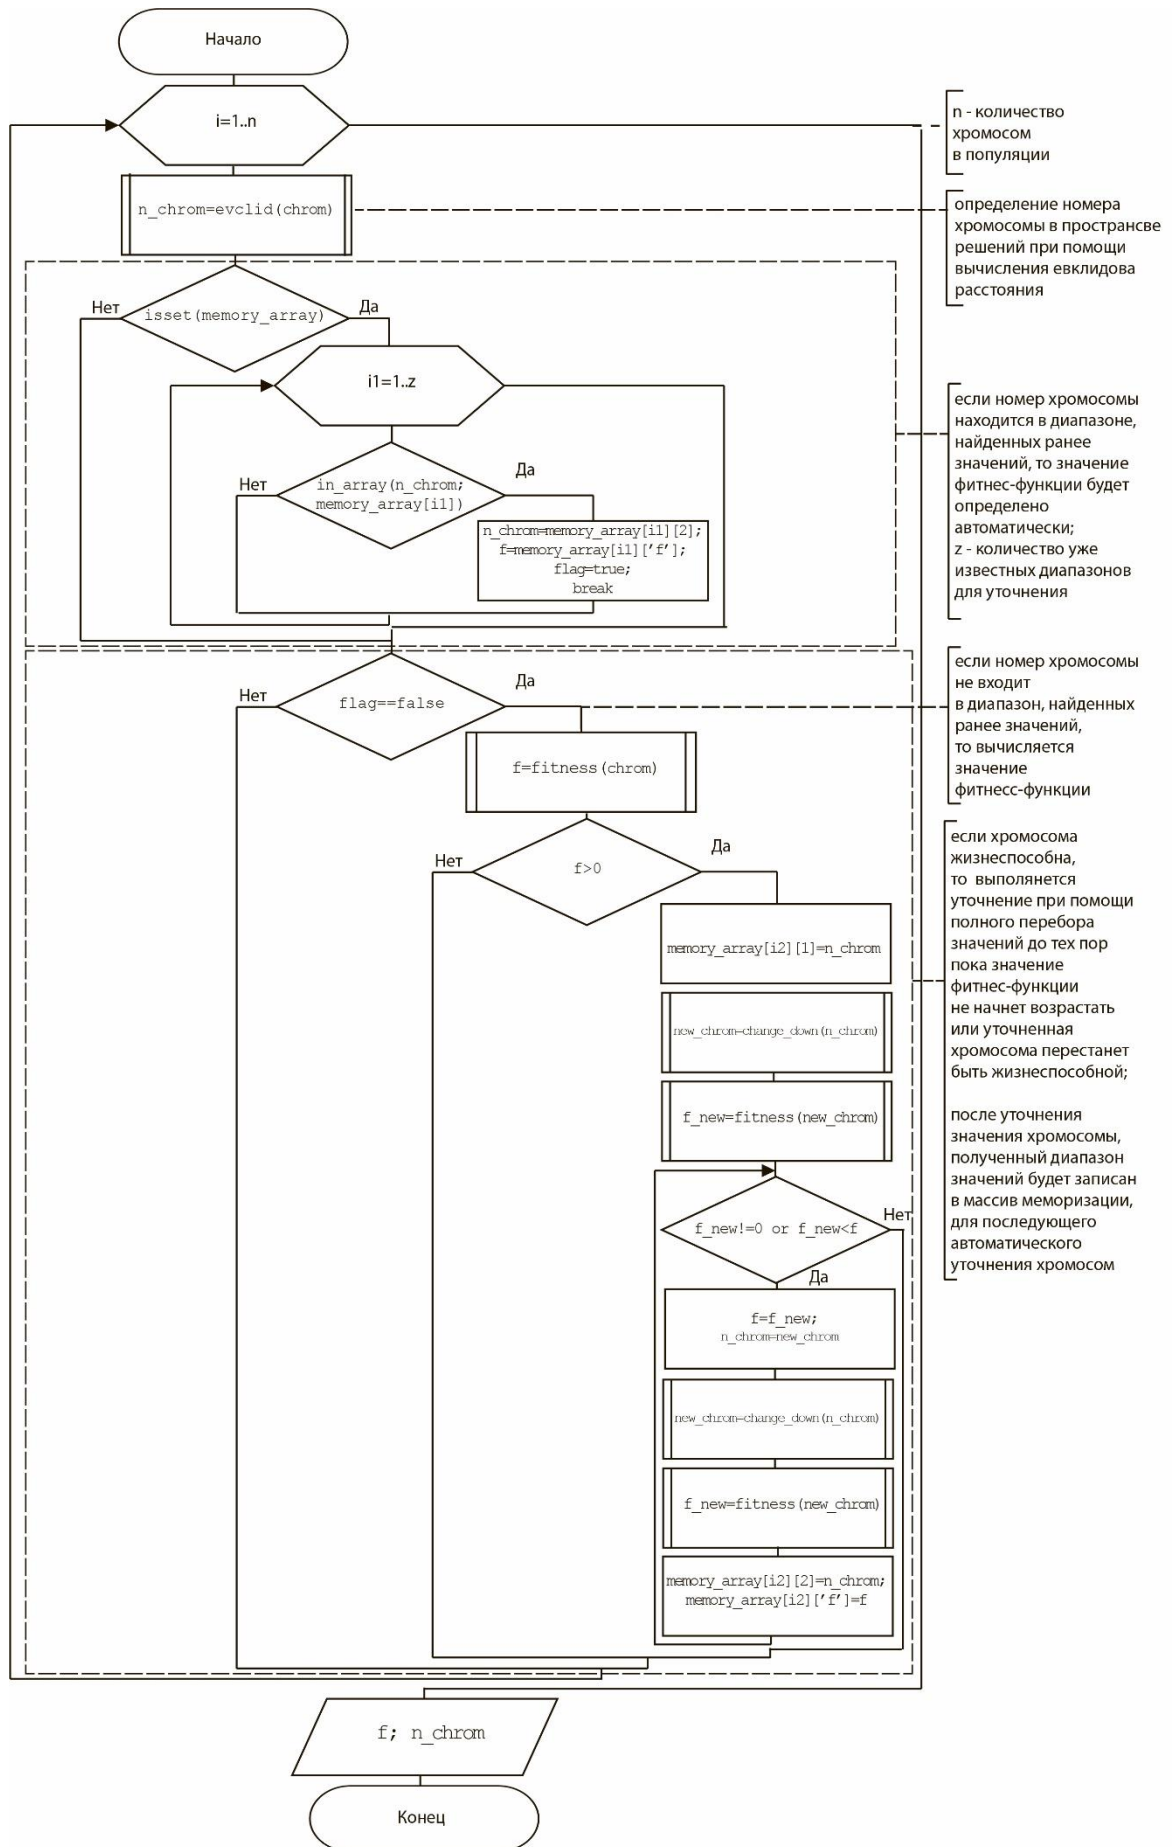 Начало
i=1..n
n - количество
хромосом
в популяции
n_chrom=evclid(chrom)
определение номера
хромосомы в пространсве
решений при помощи
вычисления евклидова
расстояния
Нет
isset(memory_array)
Да
i1=1..z
если номер хромосомы
находится в диапазоне,
найденных ранее
значений, то значение
фитнес-функции будет
определено
автоматически;
z - количество уже
известных диапазонов
для уточнения
Нет
in_array(n_chrom;
memory_array[i1])
Да
n_chrom=memory_array[i1][2];
f=memory_array[i1]['f'];
flag=true;
break
Нет
flag==false
Да
если номер хромосомы
не входит
в диапазон, найденных
ранее значений,
то вычисляется
значение
фитнесс-функции
f=fitness(chrom)
Нет
f>0
Да
если хромосома
жизнеспособна,
то выполянется
уточнение при помощи
полного перебора
значений до тех пор
пока значение
фитнес-функции
не начнет возрастать
или уточненная
хромосома перестанет
быть жизнеспособной;
после уточнения
значения хромосомы,
полученный диапазон
значений будет записан
в массив меморизации,
для последующего
автоматического
уточнения хромосом
memory_array[i2][1]=n_chrom
new_chrom=change_down(n_chrom)
f_new=fitness(new_chrom)
f_new!=0 or f_new<f
Нет
Да
f=f_new;
n_chrom=new_chrom
new_chrom=change_down(n_chrom)
f_new=fitness(new_chrom)
memory_array[i2][2]=n_chrom;
memory_array[i2]['f']=f
f; n_chrom
Конец